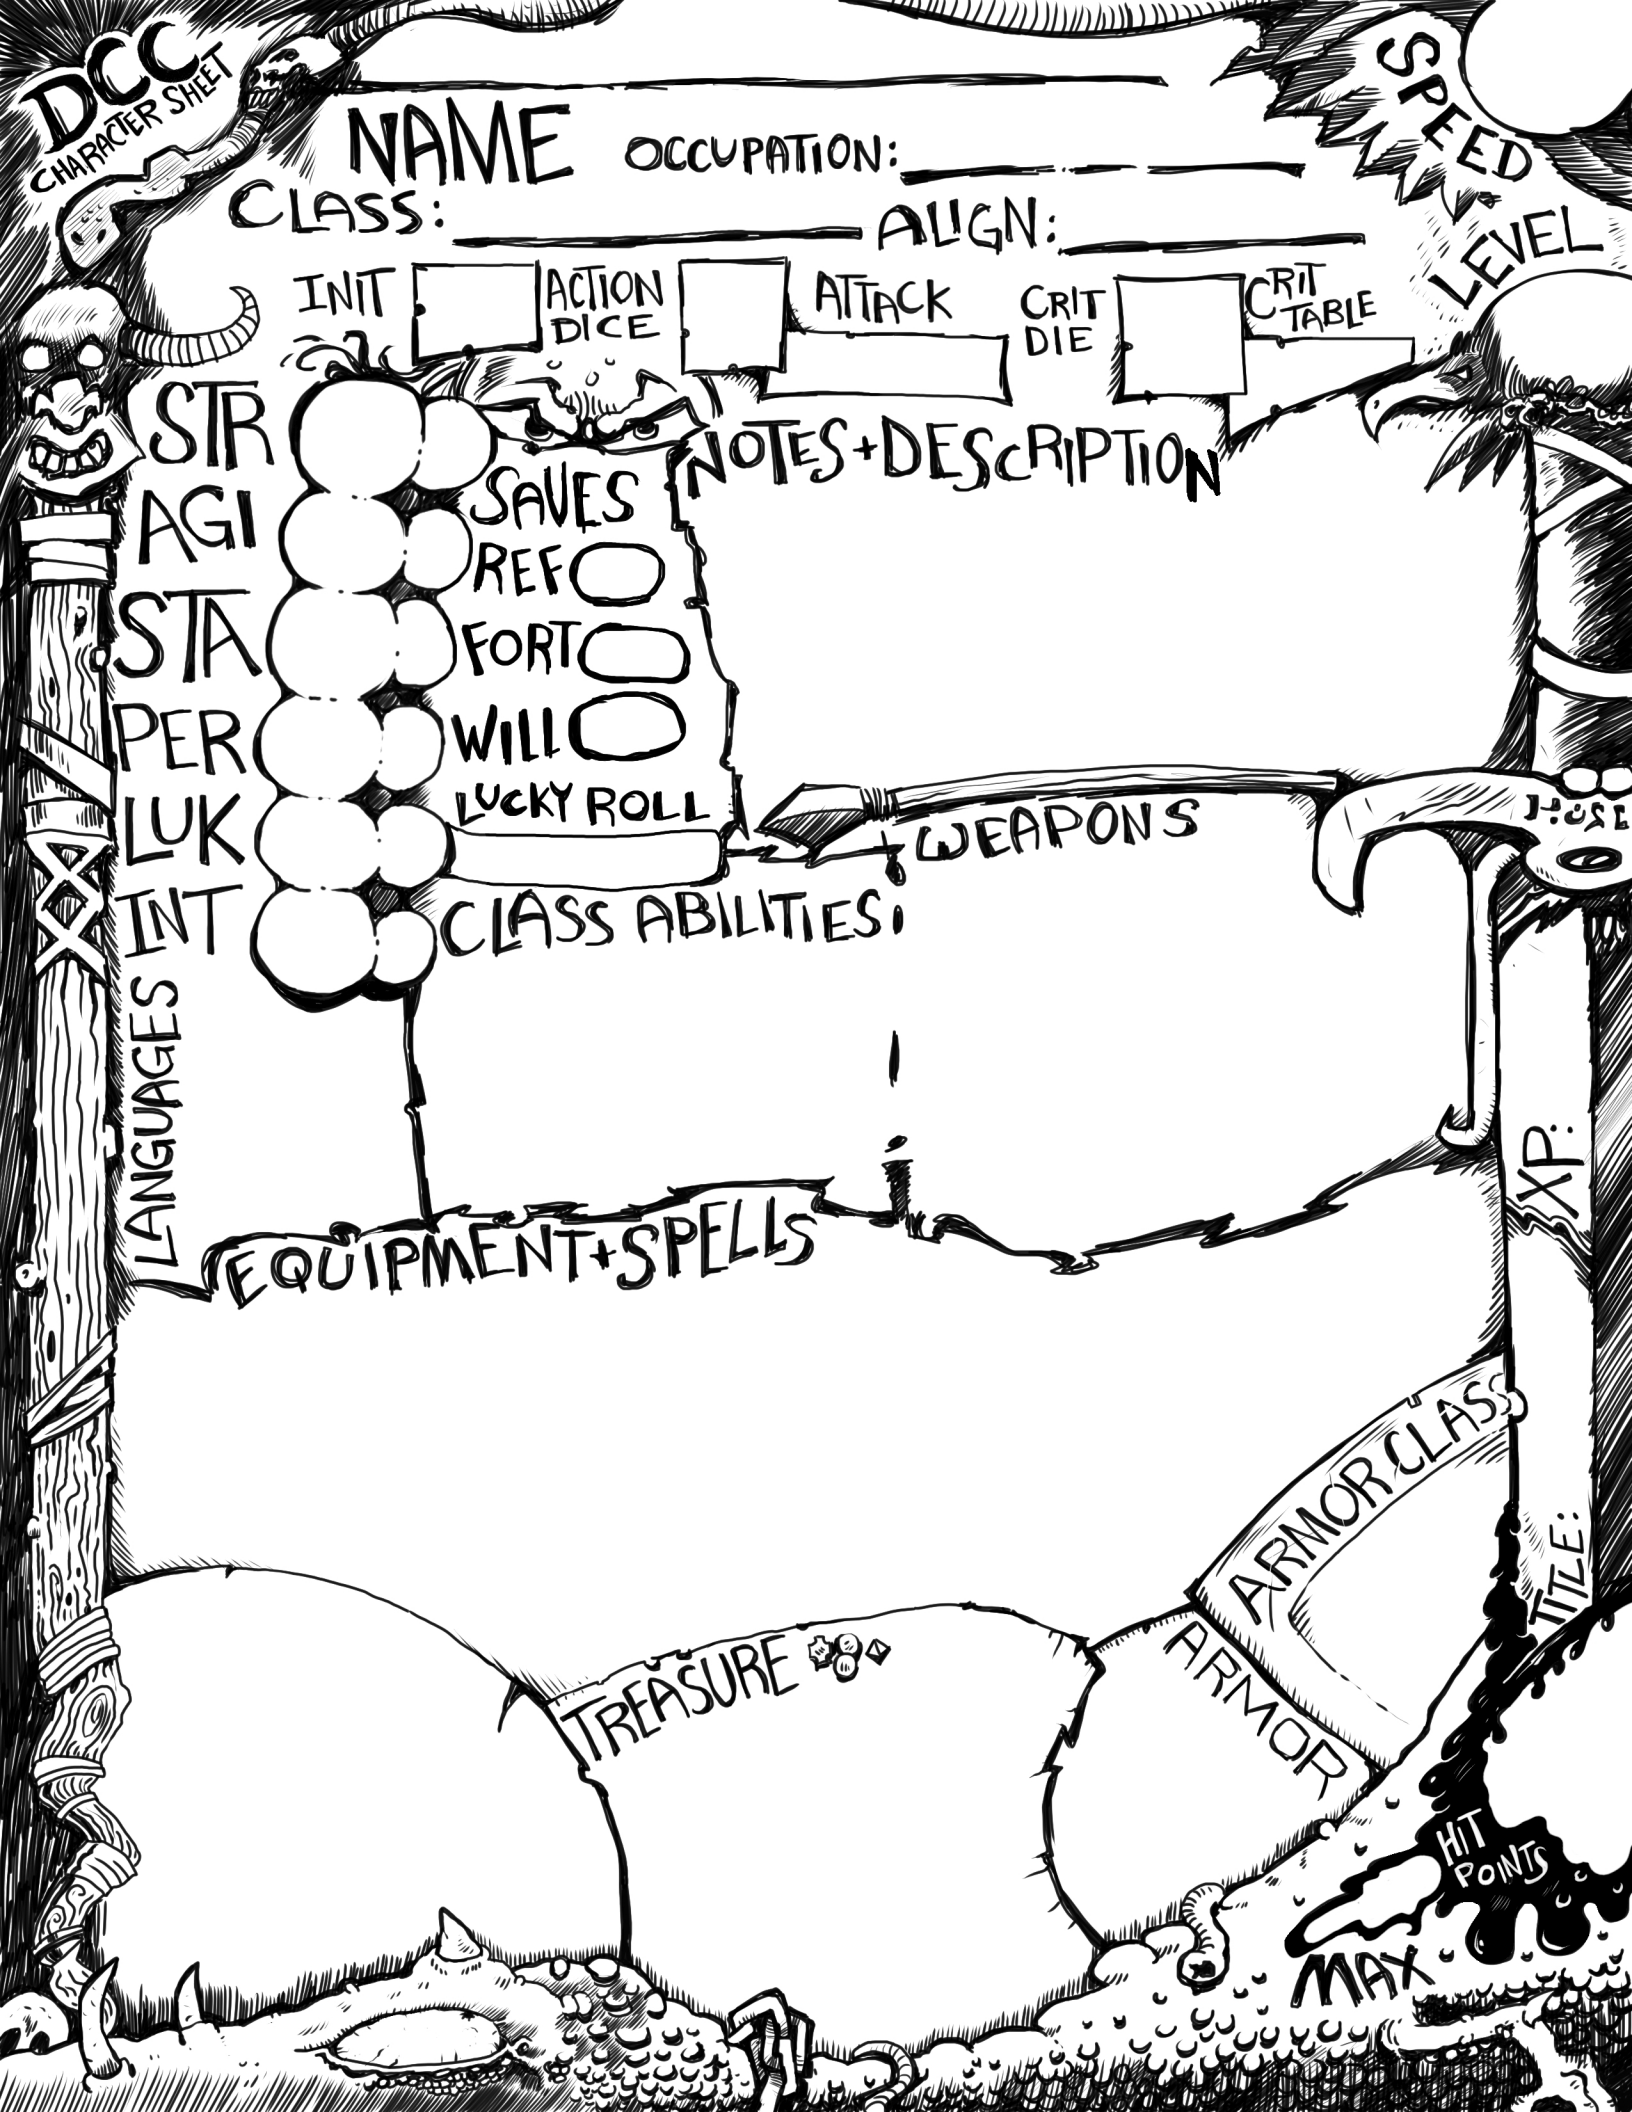 DCC
CHARACTER SHEET
SPEED
NAME
OCCUPATION:
CLASS:
ALIGN:
LEVEL
INIT
ACTION
DICE
ATTACK
CRIT
DIE
CRIT
TABLE
STR
AGI
STA
PER
LUK
INT
SAVES
REF
FORT
WILL
LUCKY ROLL
NOTES+DESCRIPTION
WEAPONS
CLASS ABILITIES
LANGUAGES
XP:
EQUIPMENT+SPELLS
ARMOR CLASS
TITLE:
TREASURE
ARMOR
HIT
POINTS
MAX